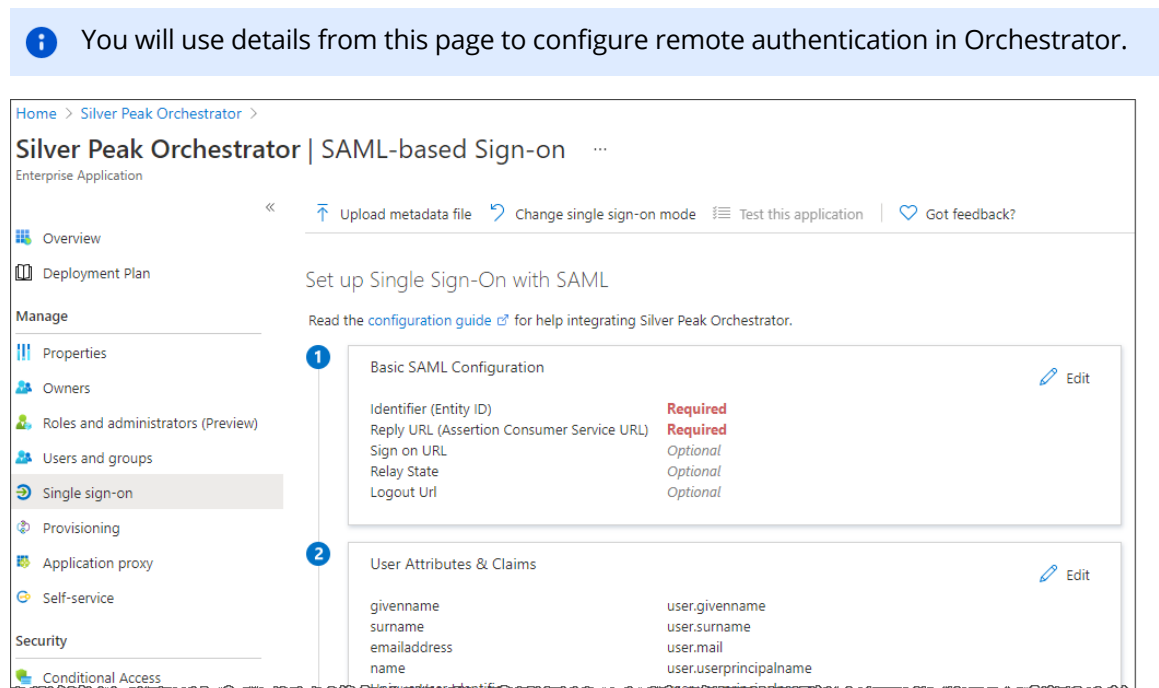 You will use details from this page to configure remote authentication in Orchestrator.
Home > Silver Peak Orchestrator >
Silver Peak Orchestrator | SAML-based Sign-on ...
Enterprise Application
«
Upload metadata file Change single sign-on mode Test this application Got feedback?
Overview
Deployment Plan
Manage
Properties
Owners
Roles and administrators (Preview)
Users and groups
Single sign-on
Provisioning
Application proxy
Self-service
Security
Conditional Access
Set up Single Sign-On with SAML
Read the configuration guide for help integrating Silver Peak Orchestrator.
1
Basic SAML Configuration
Edit
Identifier (Entity ID) Required
Reply URL (Assertion Consumer Service URL) Required
Sign on URL Optional
Relay State Optional
Logout Url Optional
2
User Attributes & Claims
Edit
givenname user.givenname
surname user.surname
emailaddress user.mail
name user.userprincipalname